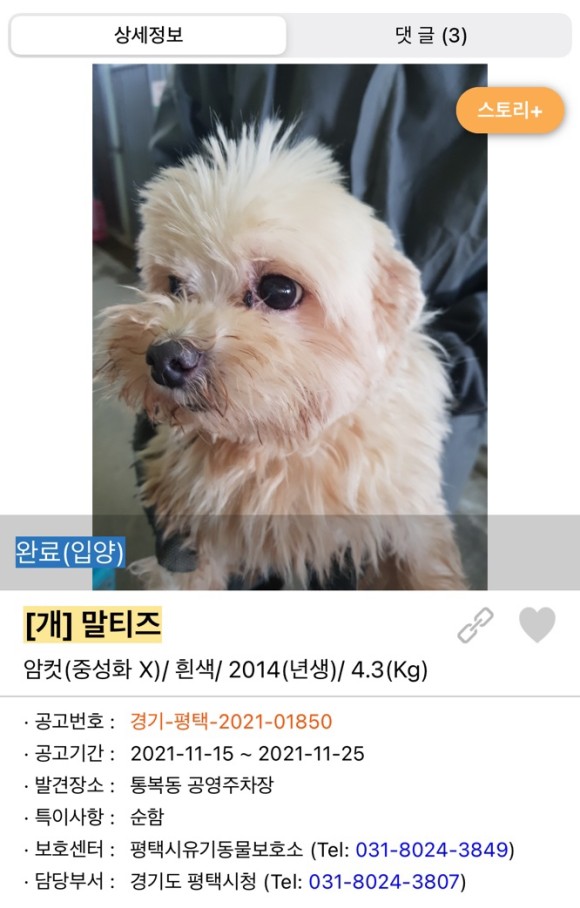 상세정보
댓 글 (3)
스토리+
완료(입양)
[개] 말티즈
암컷(중성화 X)/ 흰색/ 2014(년생)/ 4.3(Kg)
· 공고번호 : 경기-평택-2021-01850
· 공고기간 : 2021-11-15 ~ 2021-11-25
· 발견장소 : 통복동 공영주차장
· 특이사항 : 순함
· 보호센터 : 평택시유기동물보호소 (Tel: 031-8024-3849)
· 담당부서 : 경기도 평택시청 (Tel: 031-8024-3807)